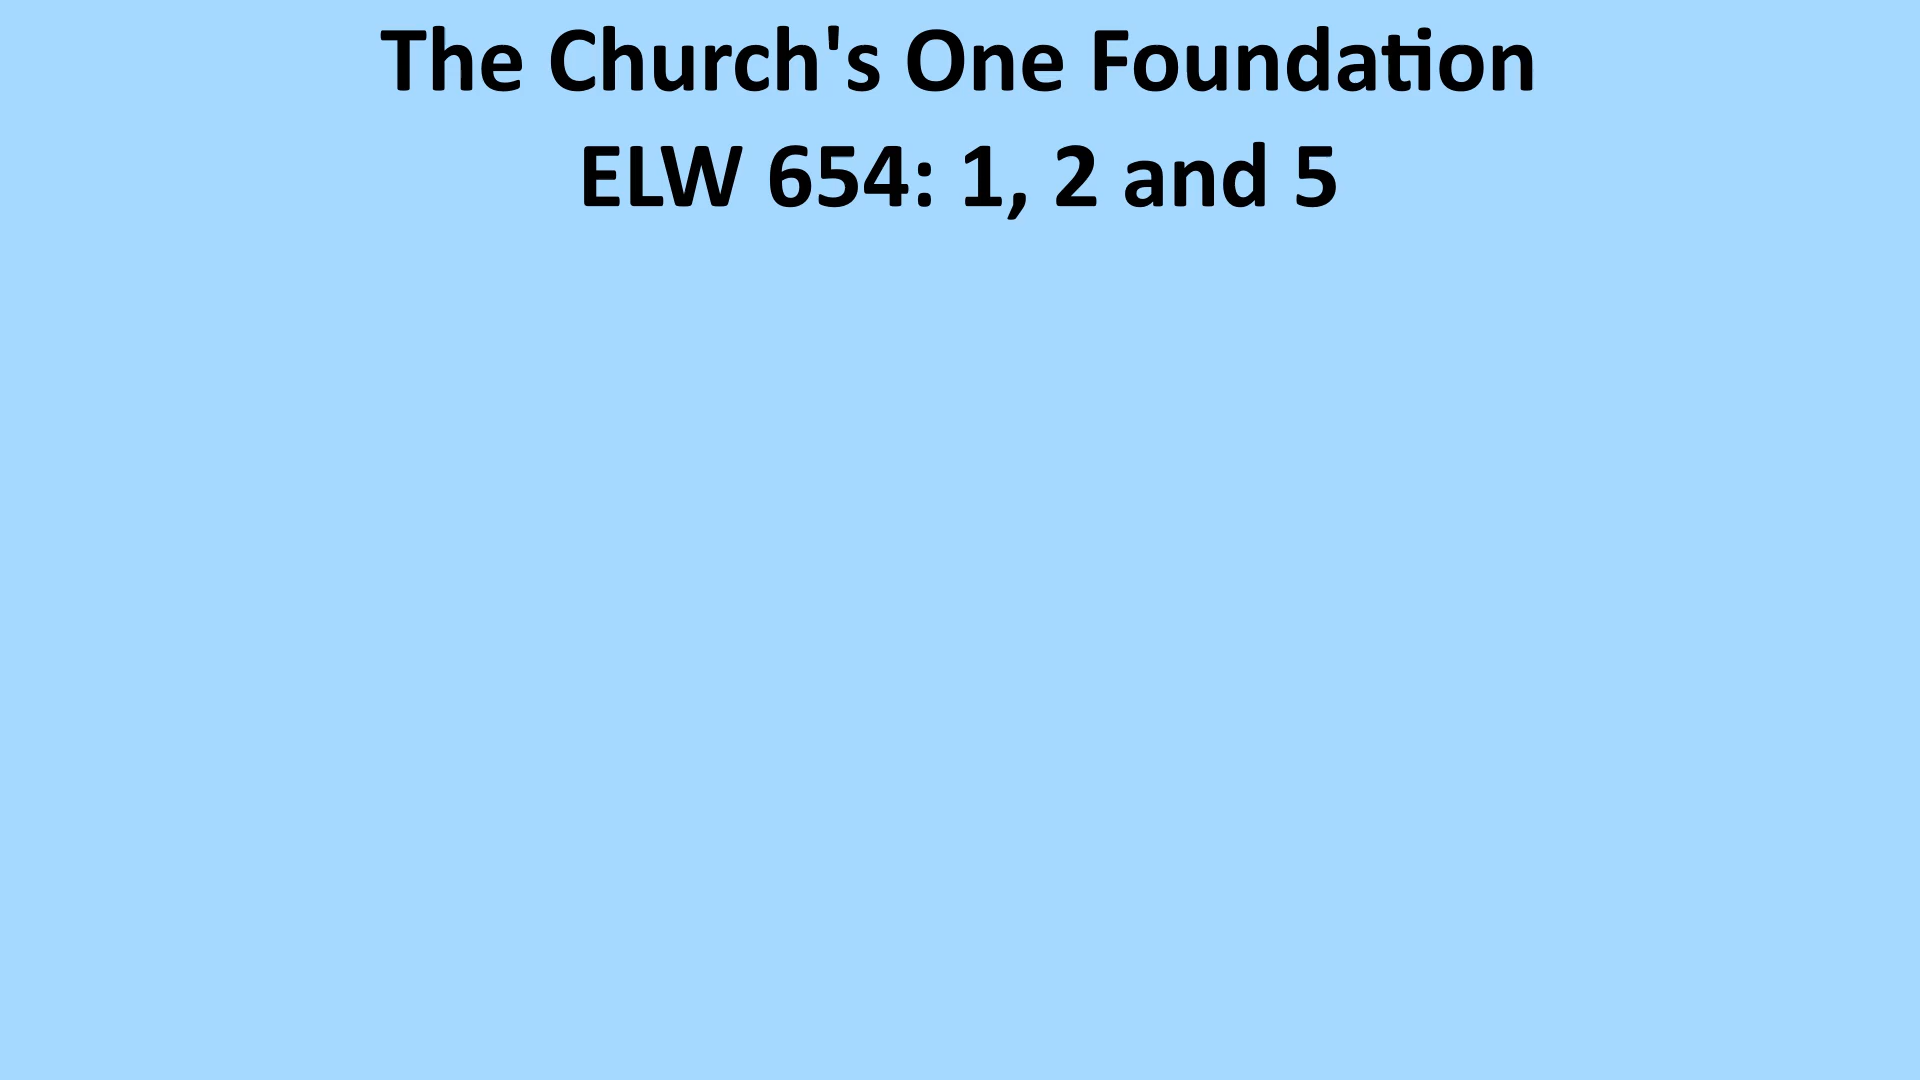 The Church's One Foundation
ELW 654: 1, 2 and 5